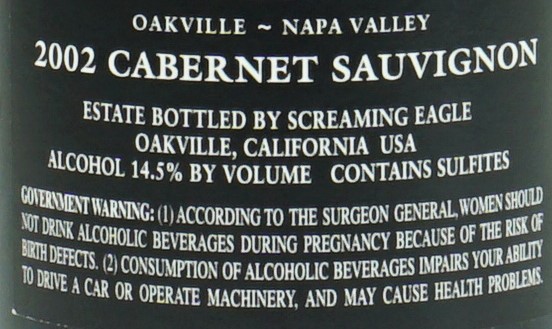 OAKVILLE ~ NAPA VALLEY
2002 CABERNET SAUVIGNON
ESTATE BOTTLED BY SCREAMING EAGLE
OAKVILLE, CALIFORNIA USA
ALCOHOL 14.5% BY VOLUME CONTAINS SULFITES
GOVERNMENT WARNING: (1) ACCORDING TO THE SURGEON GENERAL, WOMEN SHOULD
NOT DRINK ALCOHOLIC BEVERAGES DURING PREGNANCY BECAUSE OF THE RISK OF
BIRTH DEFECTS. (2) CONSUMPTION OF ALCOHOLIC BEVERAGES IMPAIRS YOUR ABILITY
TO DRIVE A CAR OR OPERATE MACHINERY, AND MAY CAUSE HEALTH PROBLEMS.